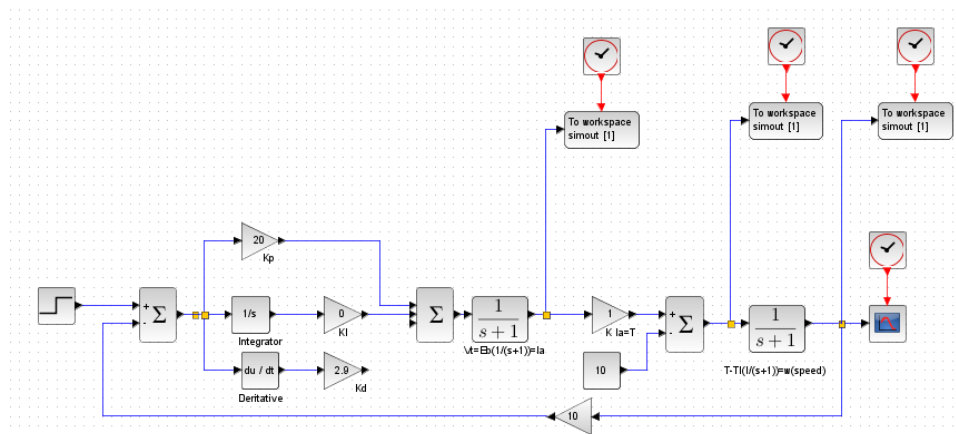 To workspace
simout [1]
To workspace
simout [1]
To workspace
simout [1]
20
Kp
+
-
Σ
1/s
Integrator
0
KI
Σ
1
s+1
Vt=Eb(1/(s+1))=Ia
1
K Ia=T
+
-
Σ
1
s+1
T-Tl(I/(s+1))=w(speed)
du / dt
Deritative
2.9
Kd
10
10